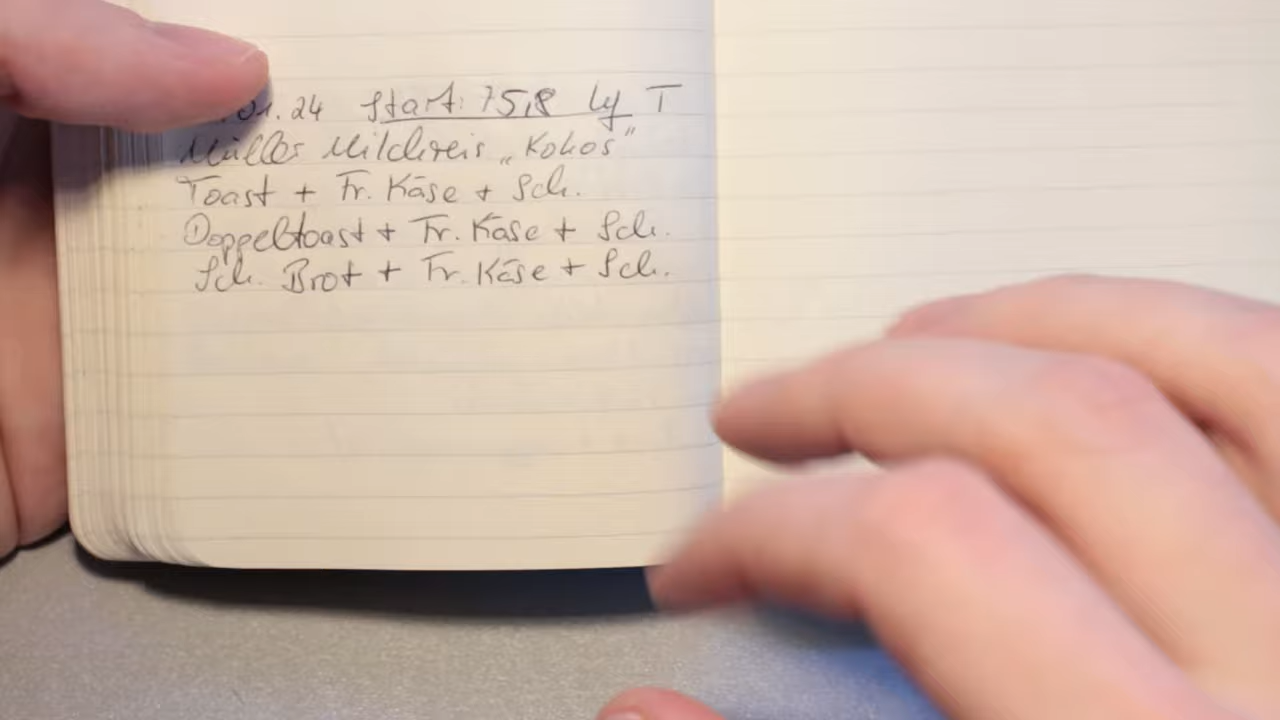 .01.24 Start: 75,8 kg T
Müller Milchreis „Kokos"
Toast + Fr. Käse + Sch.
Doppeltoast + Fr. Käse + Sch.
Sch. Brot + Fr. Käse + Sch.